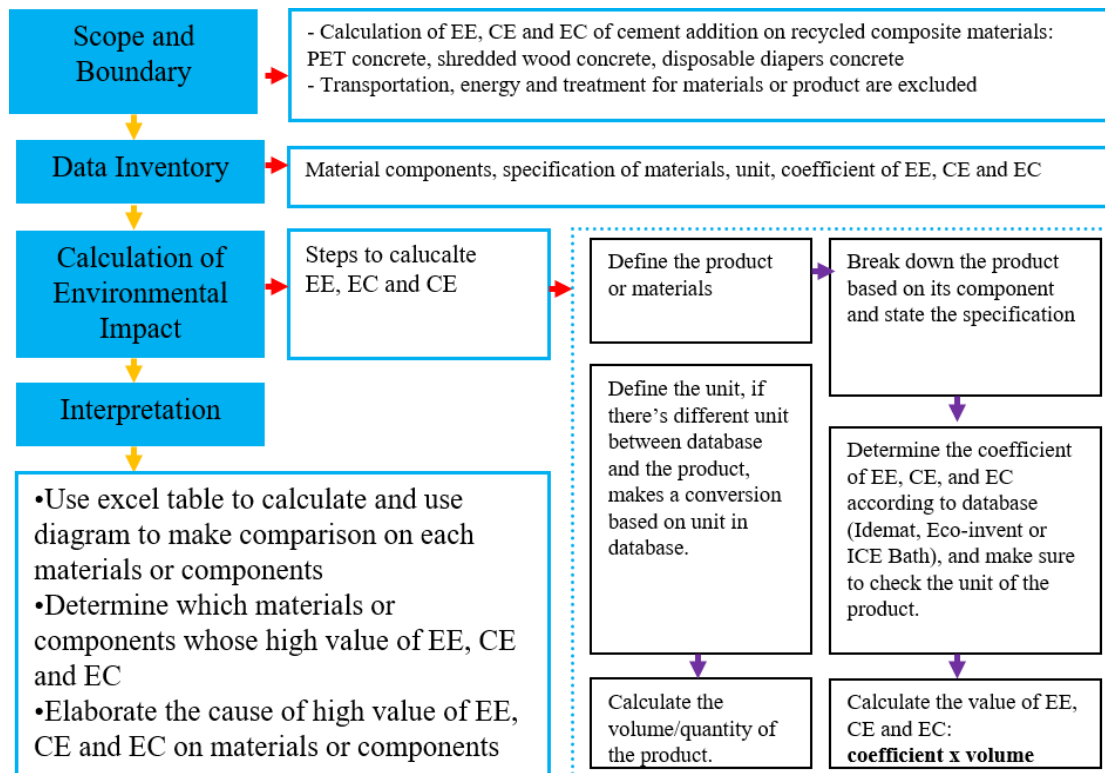 Scope and
Boundary
- Calculation of EE, CE and EC of cement addition on recycled composite materials:
PET concrete, shredded wood concrete, disposable diapers concrete
- Transportation, energy and treatment for materials or product are excluded
Data Inventory
Material components, specification of materials, unit, coefficient of EE, CE and EC
Calculation of
Environmental
Impact
Steps to calucalte
EE, EC and CE
Define the product
or materials
Break down the product
based on its component
and state the specification
Define the unit, if
there's different unit
between database
and the product,
makes a conversion
based on unit in
database.
Determine the coefficient
of EE, CE, and EC
according to database
(Idemat, Eco-invent or
ICE Bath), and make sure
to check the unit of the
product.
Calculate the
volume/quantity of
the product.
Calculate the value of EE,
CE and EC:
coefficient x volume
Interpretation
•Use excel table to calculate and use
diagram to make comparison on each
materials or components
•Determine which materials or
components whose high value of EE, CE
and EC
•Elaborate the cause of high value of EE,
CE and EC on materials or components